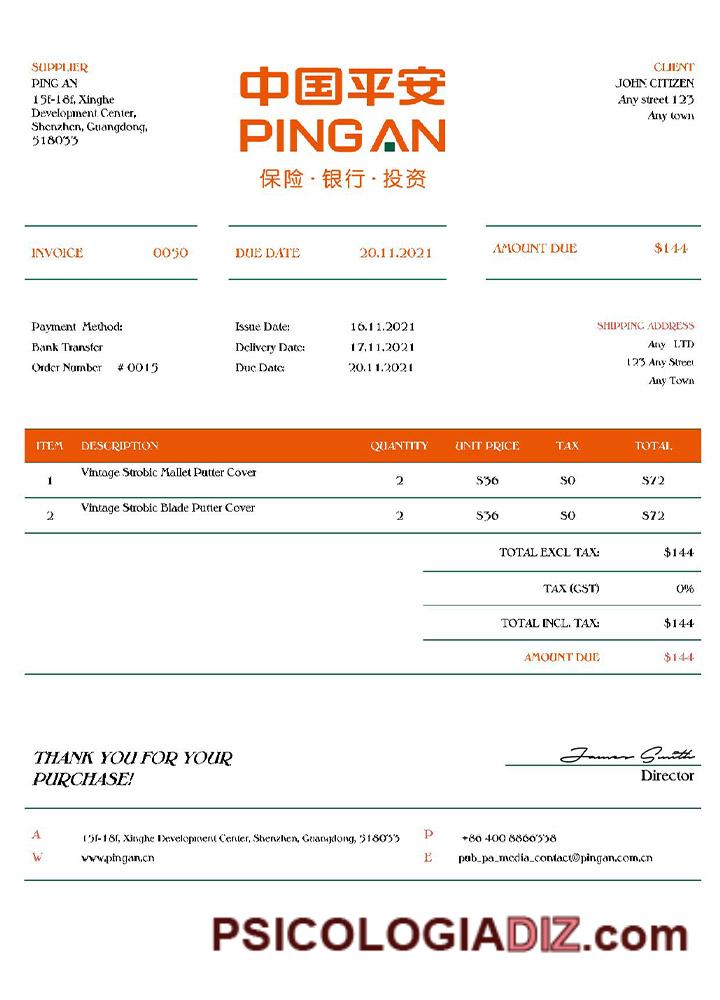 SUPPLIER
PING AN
15f-18f, Xinghe
Development Center,
Shenzhen, Guangdong,
518033
中国平安
PING AN
保险·银行·投资
CLIENT
JOHN CITIZEN
Any street 123
Any town
INVOICE 0050
DUE DATE 20.11.2021
AMOUNT DUE $144
Payment Method:
Bank Transfer
Order Number # 0015
Issue Date: 16.11.2021
Delivery Date: 17.11.2021
Due Date: 20.11.2021
SHIPPING ADDRESS
Any LTD
123 Any Street
Any Town
ITEM DESCRIPTION QUANTITY UNIT PRICE TAX TOTAL
1 Vintage Strobic Mallet Putter Cover 2 $36 $0 $72
2 Vintage Strobic Blade Putter Cover 2 $36 $0 $72
TOTAL EXCL TAX: $144
TAX (GST) 0%
TOTAL INCL. TAX: $144
AMOUNT DUE $144
THANK YOU FOR YOUR
PURCHASE!
James Smith
Director
A 15f-18f, Xinghe Development Center, Shenzhen, Guangdong, 518033
P +86 400 8866338
W www.pingan.cn
E pub_pa_media_contact@pingan.com.cn
PSICOLOGIADIZ.com